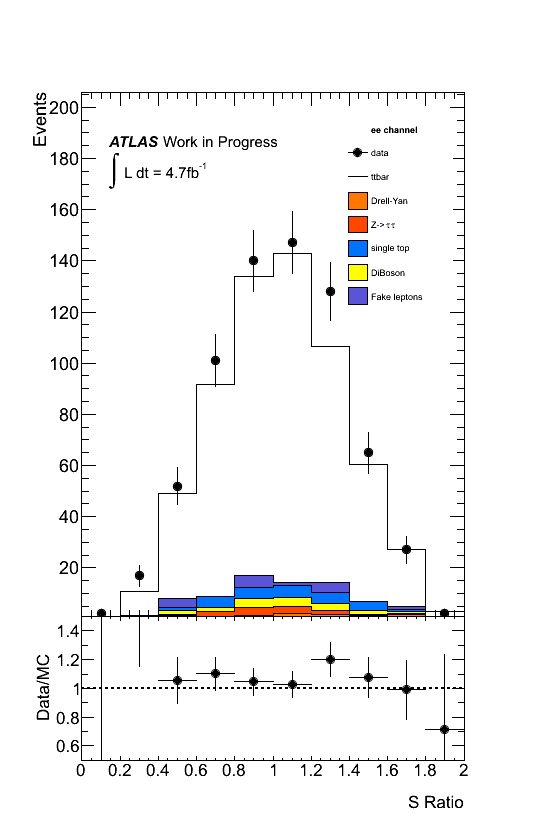 Events
200
180
160
140
120
100
80
60
40
20
ATLAS Work in Progress
∫ L dt = 4.7fb⁻¹
ee channel
data
ttbar
Drell-Yan
Z->ττ
single top
DiBoson
Fake leptons
Data/MC
1.4
1.2
1
0.8
0.6
0 0.2 0.4 0.6 0.8 1 1.2 1.4 1.6 1.8 2
S Ratio